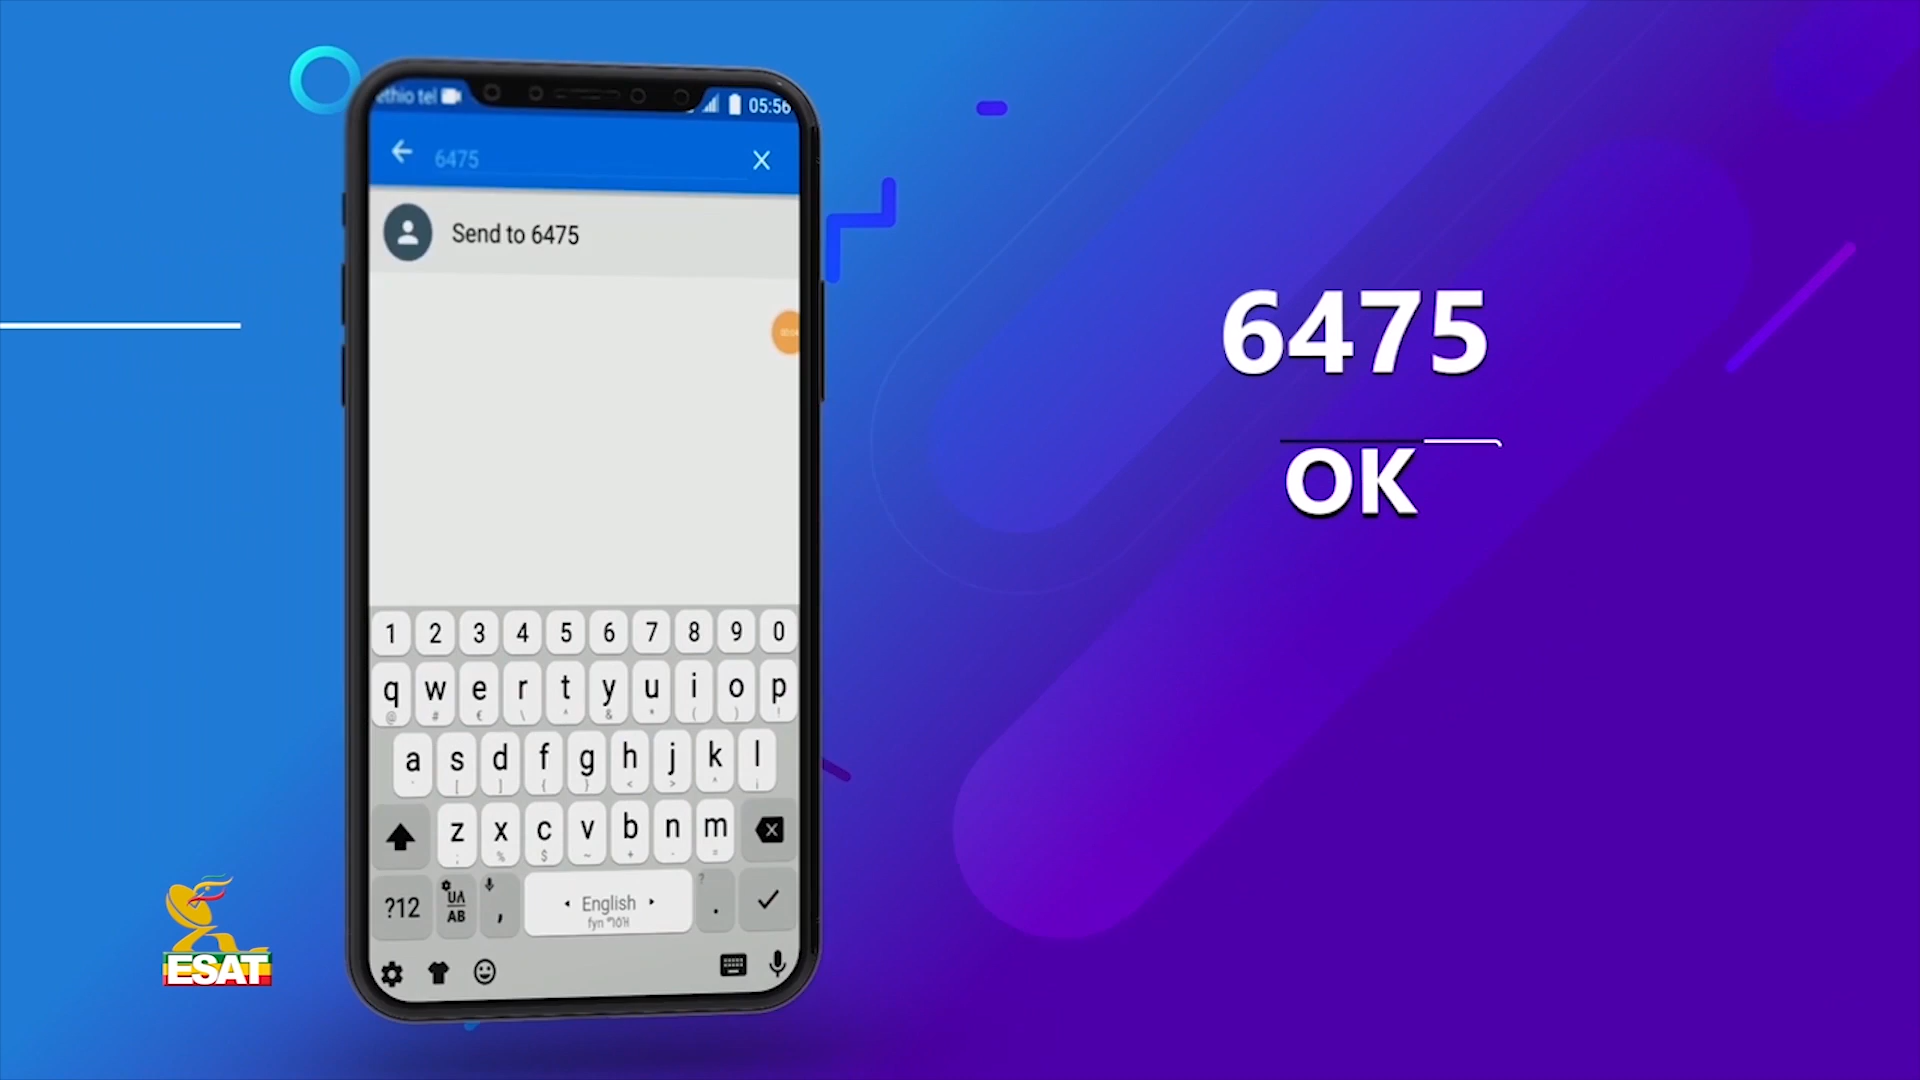 ethio tel
05:56
6475
Send to 6475
6475
OK
1 2 3 4 5 6 7 8 9 0
q w e r t y u i o p
@ # € \ ^ & * ( ) !
a s d f g h j k l
z x c v b n m
?12
AB
,
English
.
ESAT